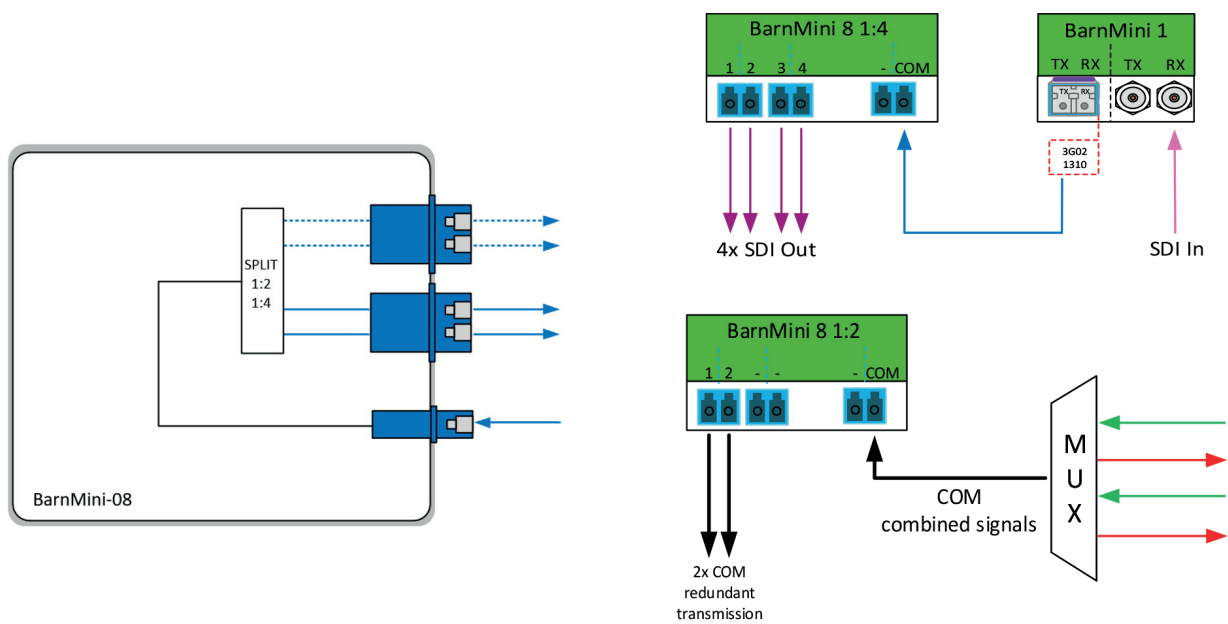 SPLIT
1:2
1:4
BarnMini-08
BarnMini 8 1:4
1 2 3 4 - COM
4x SDI Out
BarnMini 1
TX RX TX RX
TX RX
3G02
1310
SDI In
BarnMini 8 1:2
1 2 - - - COM
2x COM
redundant
transmission
COM
combined signals
M
U
X